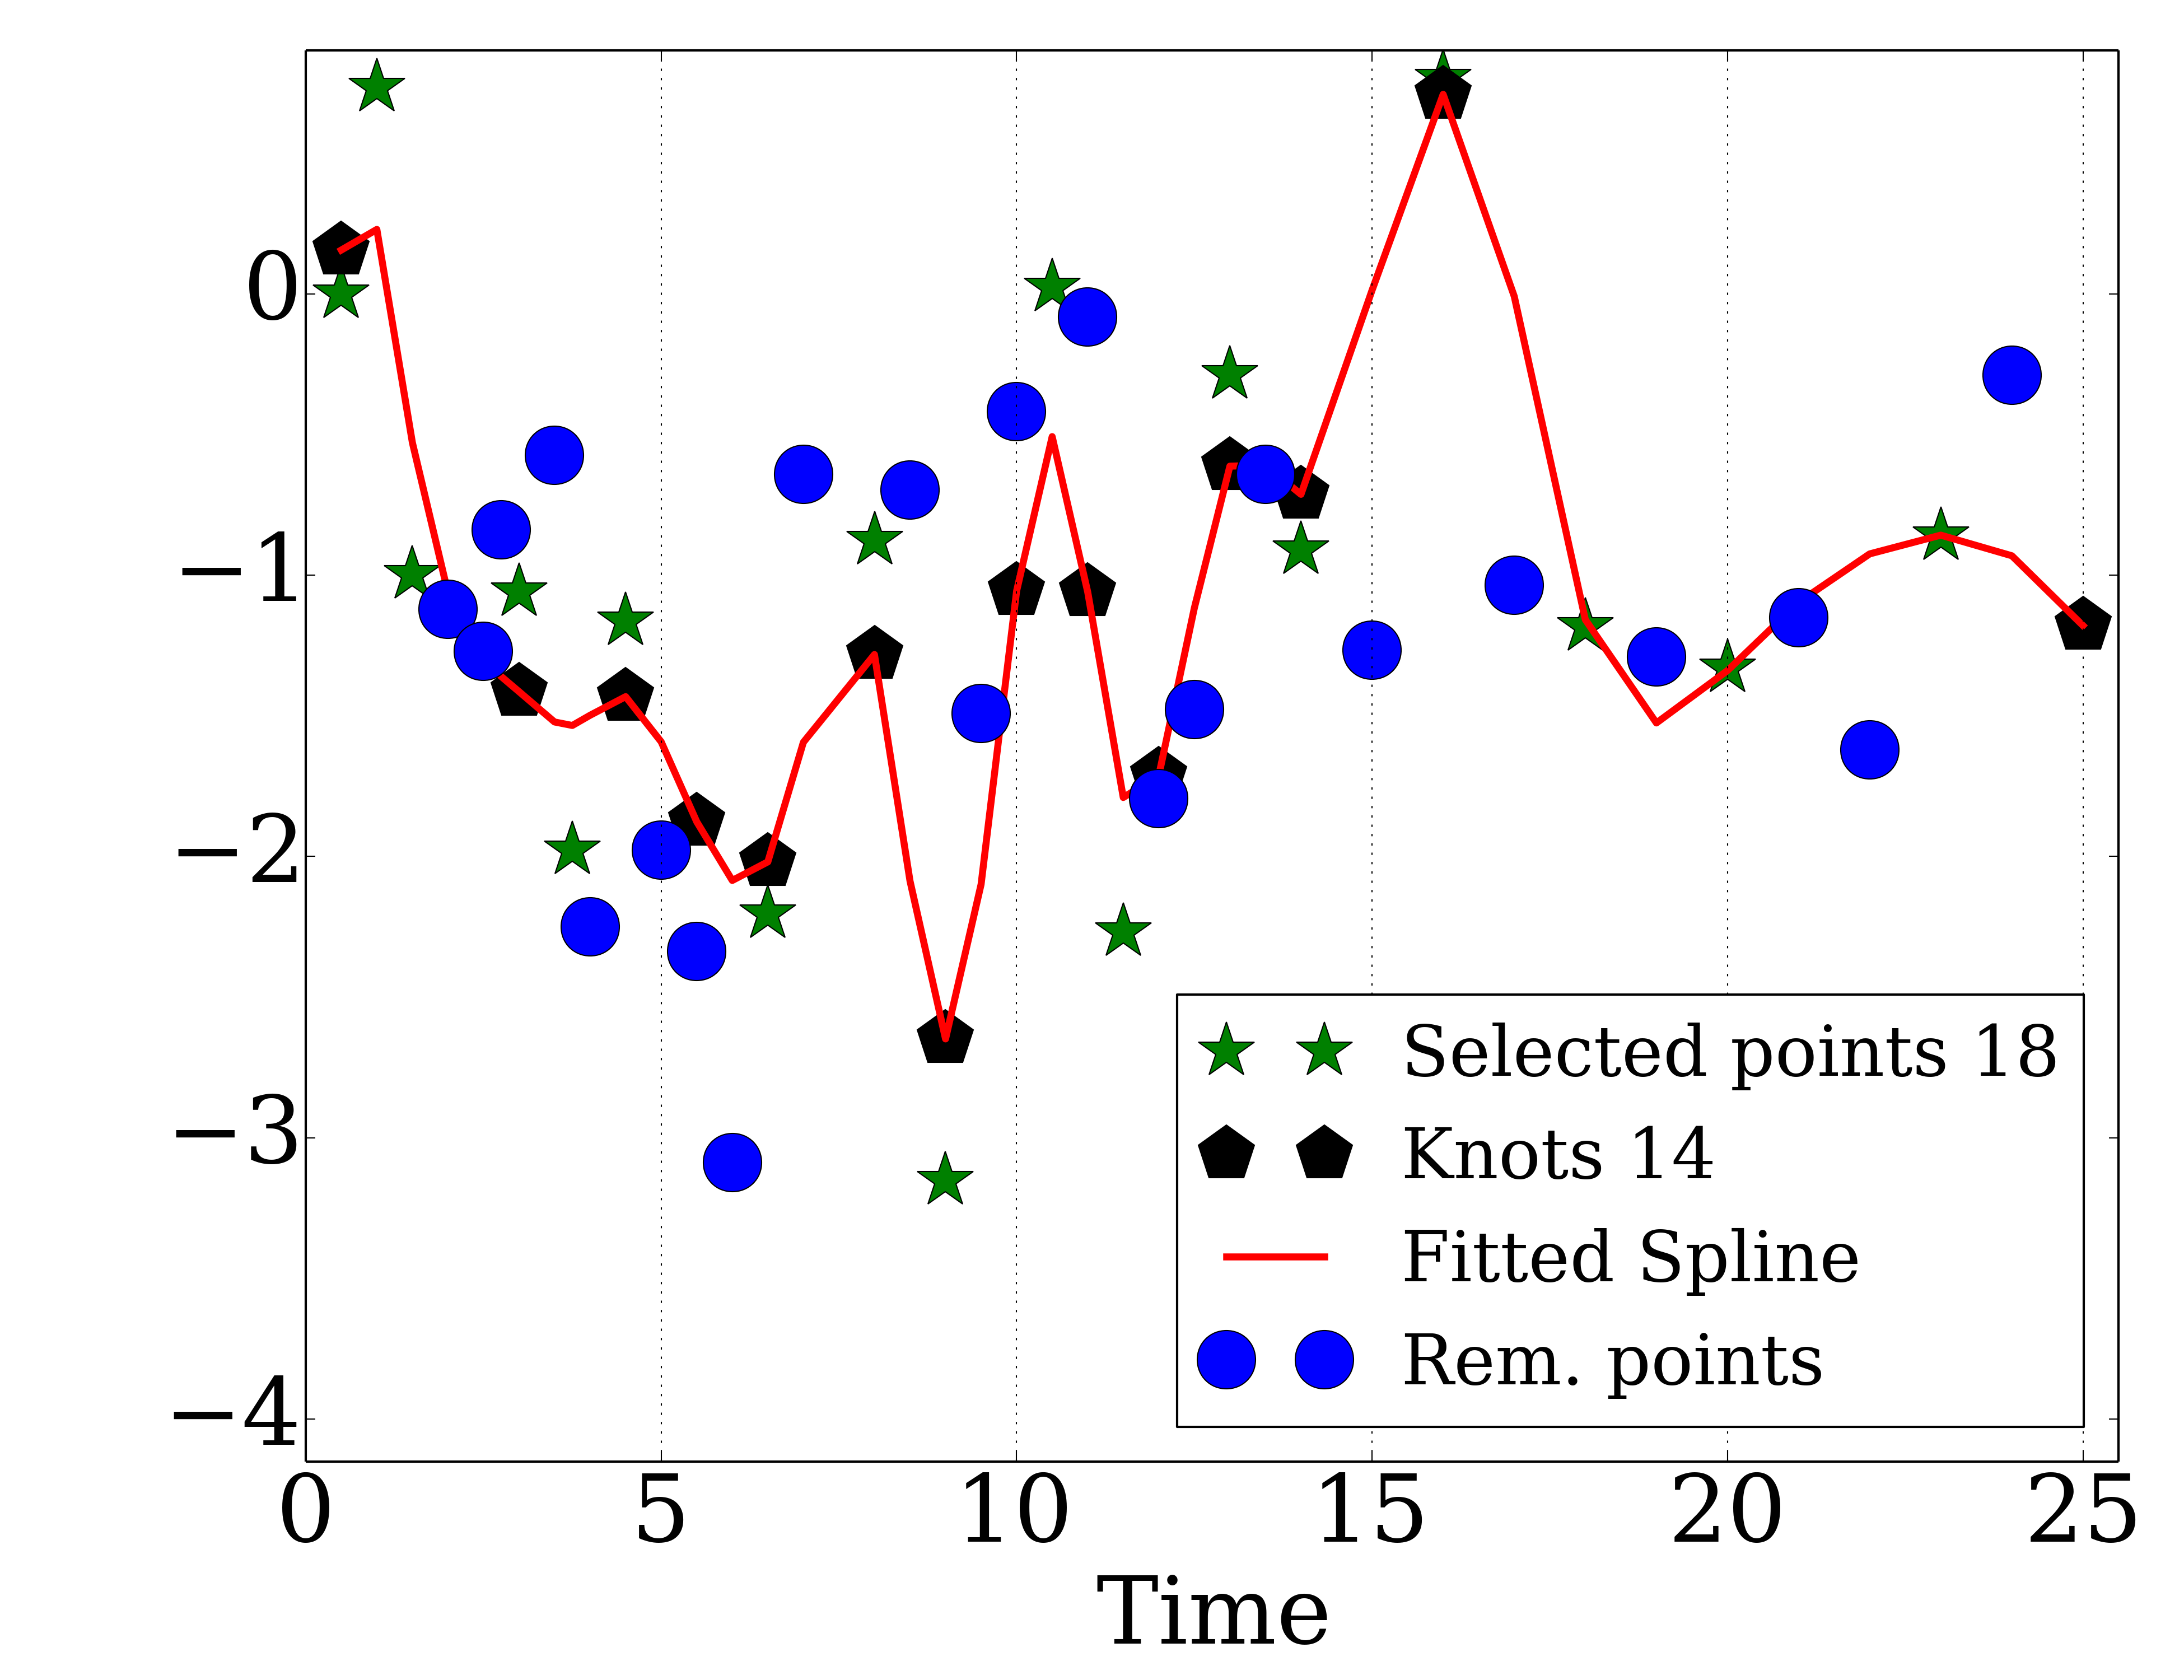 0
−1
−2
−3
−4
Selected points 18
Knots 14
Fitted Spline
Rem. points
0 5 10 15 20 25
Time